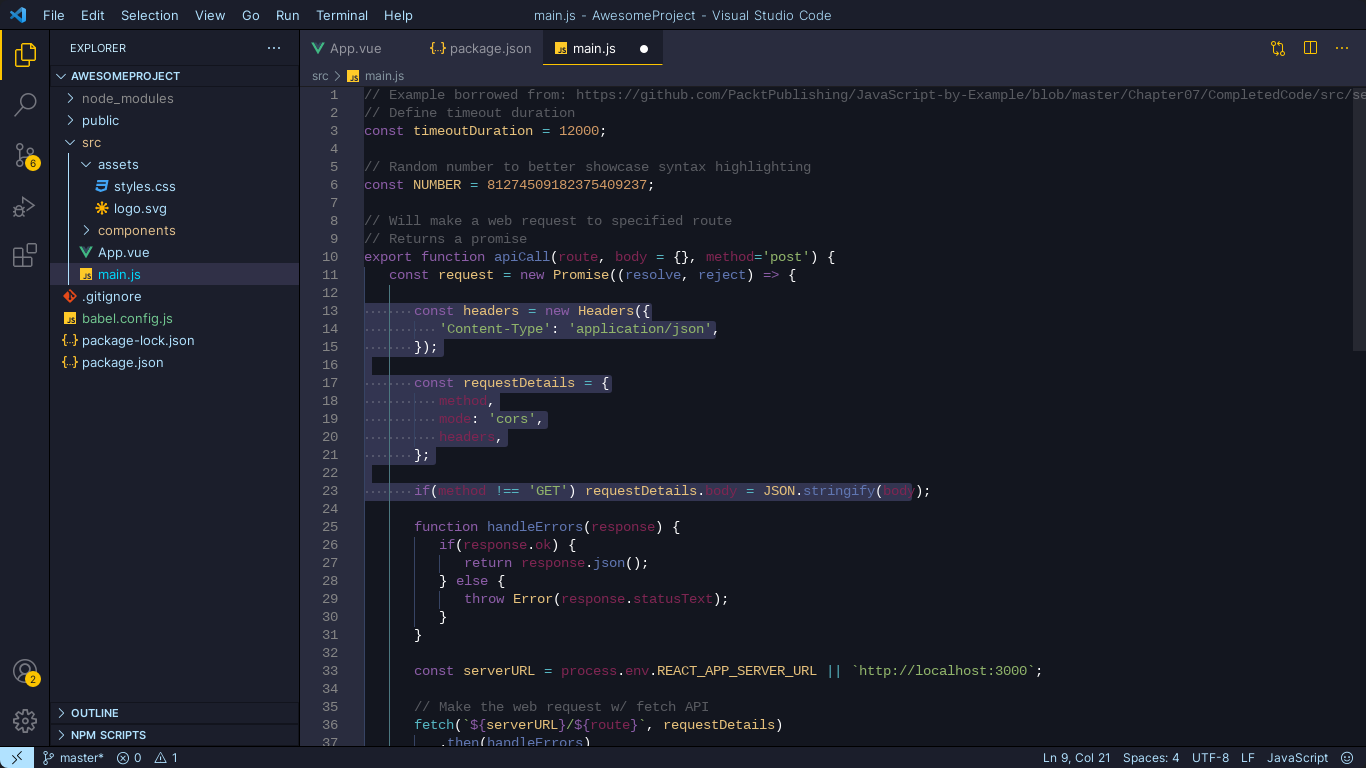 File Edit Selection View Go Run Terminal Help
main.js - AwesomeProject - Visual Studio Code
EXPLORER
AWESOMEPROJECT
node_modules
public
src
assets
styles.css
logo.svg
components
App.vue
main.js
.gitignore
babel.config.js
package-lock.json
package.json
OUTLINE
NPM SCRIPTS
6
2
App.vue
package.json
main.js
src
main.js
1 // Example borrowed from: https://github.com/PacktPublishing/JavaScript-by-Example/blob/master/Chapter07/CompletedCode/src/se
2 // Define timeout duration
3 const timeoutDuration = 12000;
4
5 // Random number to better showcase syntax highlighting
6 const NUMBER = 81274509182375409237;
7
8 // Will make a web request to specified route
9 // Returns a promise
10 export function apiCall(route, body = {}, method='post') {
11 const request = new Promise((resolve, reject) => {
12
13 const headers = new Headers({
14 'Content-Type': 'application/json',
15 });
16
17 const requestDetails = {
18 method,
19 mode: 'cors',
20 headers,
21 };
22
23 if(method !== 'GET') requestDetails.body = JSON.stringify(body);
24
25 function handleErrors(response) {
26 if(response.ok) {
27 return response.json();
28 } else {
29 throw Error(response.statusText);
30 }
31 }
32
33 const serverURL = process.env.REACT_APP_SERVER_URL || `http://localhost:3000`;
34
35 // Make the web request w/ fetch API
36 fetch(`${serverURL}/${route}`, requestDetails)
37 .then(handleErrors)
master* 0 1
Ln 9, Col 21 Spaces: 4 UTF-8 LF JavaScript